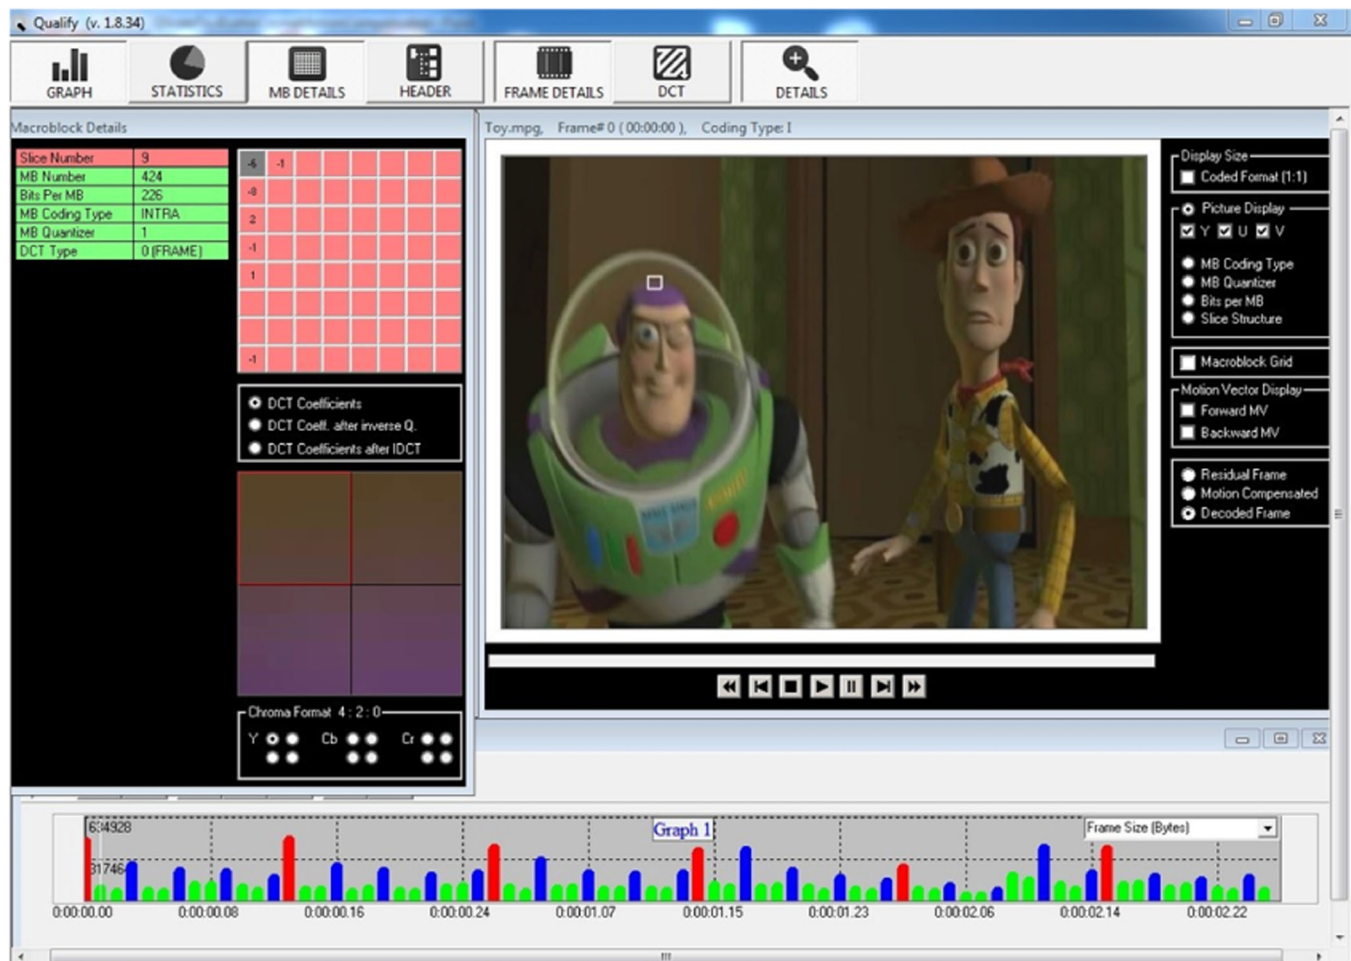 Qualify (v. 1.8.34)
GRAPH STATISTICS MB DETAILS HEADER FRAME DETAILS DCT DETAILS
Macroblock Details
Slice Number 9
MB Number 424
Bits Per MB 226
MB Coding Type INTRA
MB Quantizer 1
DCT Type 0 (FRAME)
-6 -1
-8
2
-1
1
-1
DCT Coefficients
DCT Coeff. after inverse Q.
DCT Coefficients after IDCT
Chroma Format 4 : 2 : 0
Y Cb Cr
Toy.mpg, Frame# 0 ( 00:00:00 ), Coding Type: I
Display Size
Coded Format (1:1)
Picture Display
Y U V
MB Coding Type
MB Quantizer
Bits per MB
Slice Structure
Macroblock Grid
Motion Vector Display
Forward MV
Backward MV
Residual Frame
Motion Compensated
Decoded Frame
634928
Graph 1
Frame Size (Bytes)
31746
0:00:00.00 0:00:00.08 0:00:00.16 0:00:00.24 0:00:01.07 0:00:01.15 0:00:01.23 0:00:02.06 0:00:02.14 0:00:02.22